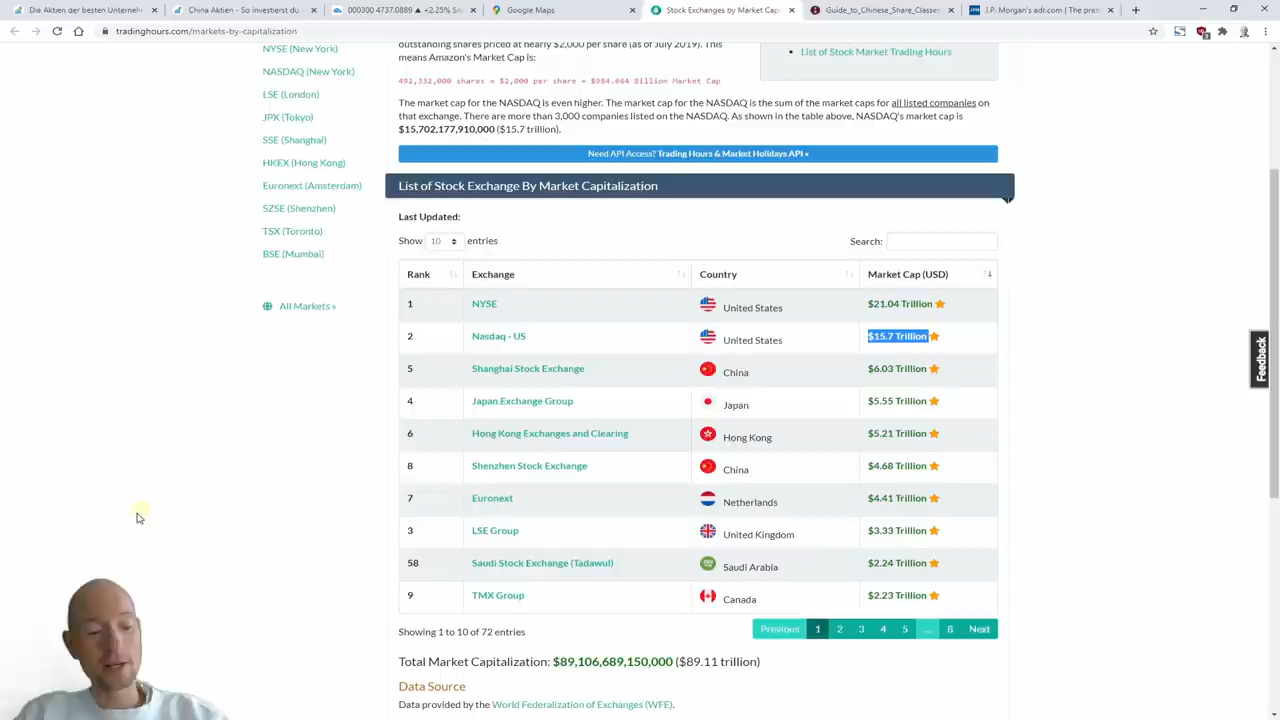 Die Aktien der besten Unternehme
China Aktien - So investierst du
000300 4737.0889 ▲ +2.25% Sn
Google Maps
Stock Exchanges by Market Cap
Guide_to_Chinese_Share_Classes
J.P. Morgan's adr.com | The pren
tradinghours.com/markets-by-capitalization
NYSE (New York)
NASDAQ (New York)
LSE (London)
JPX (Tokyo)
SSE (Shanghai)
HKEX (Hong Kong)
Euronext (Amsterdam)
SZSE (Shenzhen)
TSX (Toronto)
BSE (Mumbai)
All Markets »
outstanding shares priced at nearly $2,000 per share (as of July 2019). This
means Amazon's Market Cap is:
492,332,000 shares x $2,000 per share = $984.664 Billion Market Cap
List of Stock Market Trading Hours
The market cap for the NASDAQ is even higher. The market cap for the NASDAQ is the sum of the market caps for all listed companies on
that exchange. There are more than 3,000 companies listed on the NASDAQ. As shown in the table above, NASDAQ's market cap is
$15,702,177,910,000 ($15.7 trillion).
Need API Access? Trading Hours & Market Holidays API »
List of Stock Exchange By Market Capitalization
Last Updated:
Show 10 entries
Search:
Rank Exchange Country Market Cap (USD)
1 NYSE United States $21.04 Trillion
2 Nasdaq - US United States $15.7 Trillion
5 Shanghai Stock Exchange China $6.03 Trillion
4 Japan Exchange Group Japan $5.55 Trillion
6 Hong Kong Exchanges and Clearing Hong Kong $5.21 Trillion
8 Shenzhen Stock Exchange China $4.68 Trillion
7 Euronext Netherlands $4.41 Trillion
3 LSE Group United Kingdom $3.33 Trillion
58 Saudi Stock Exchange (Tadawul) Saudi Arabia $2.24 Trillion
9 TMX Group Canada $2.23 Trillion
Showing 1 to 10 of 72 entries
Previous 1 2 3 4 5 ... 8 Next
Total Market Capitalization: $89,106,689,150,000 ($89.11 trillion)
Data Source
Data provided by the World Federalization of Exchanges (WFE).
Feedback